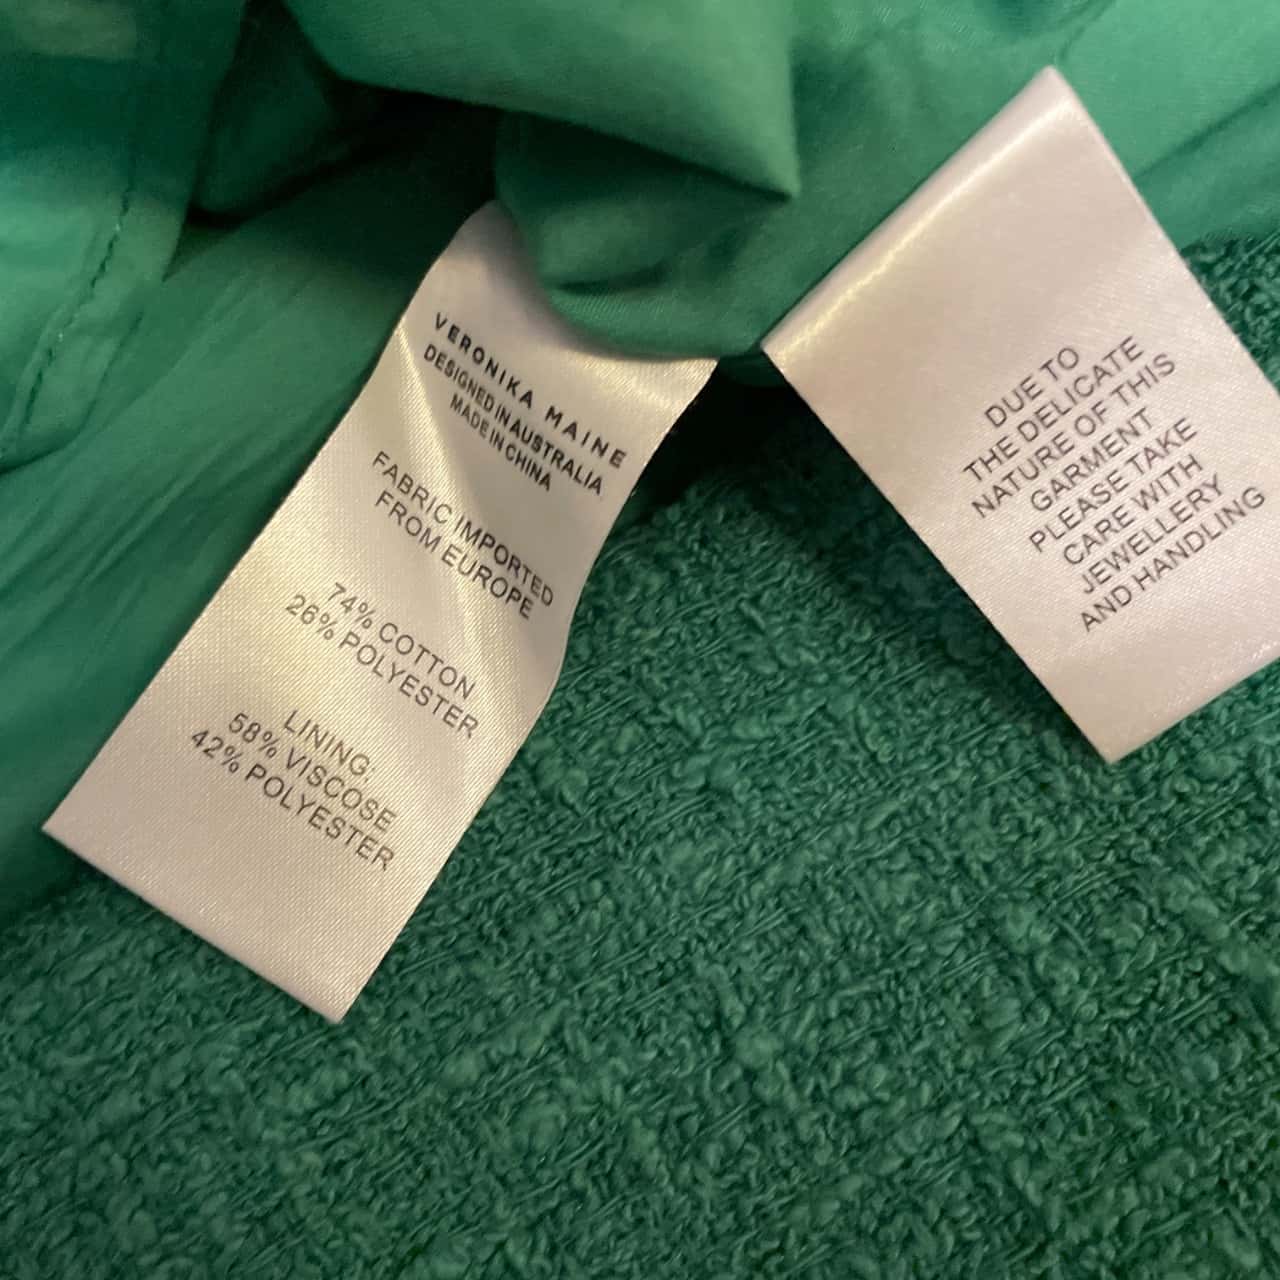 VERONIKA MAINE
DESIGNED IN AUSTRALIA
MADE IN CHINA
FABRIC IMPORTED
FROM EUROPE
74% COTTON
26% POLYESTER
LINING:
58% VISCOSE
42% POLYESTER
DUE TO
THE DELICATE
NATURE OF THIS
GARMENT
PLEASE TAKE
CARE WITH
JEWELLERY
AND HANDLING